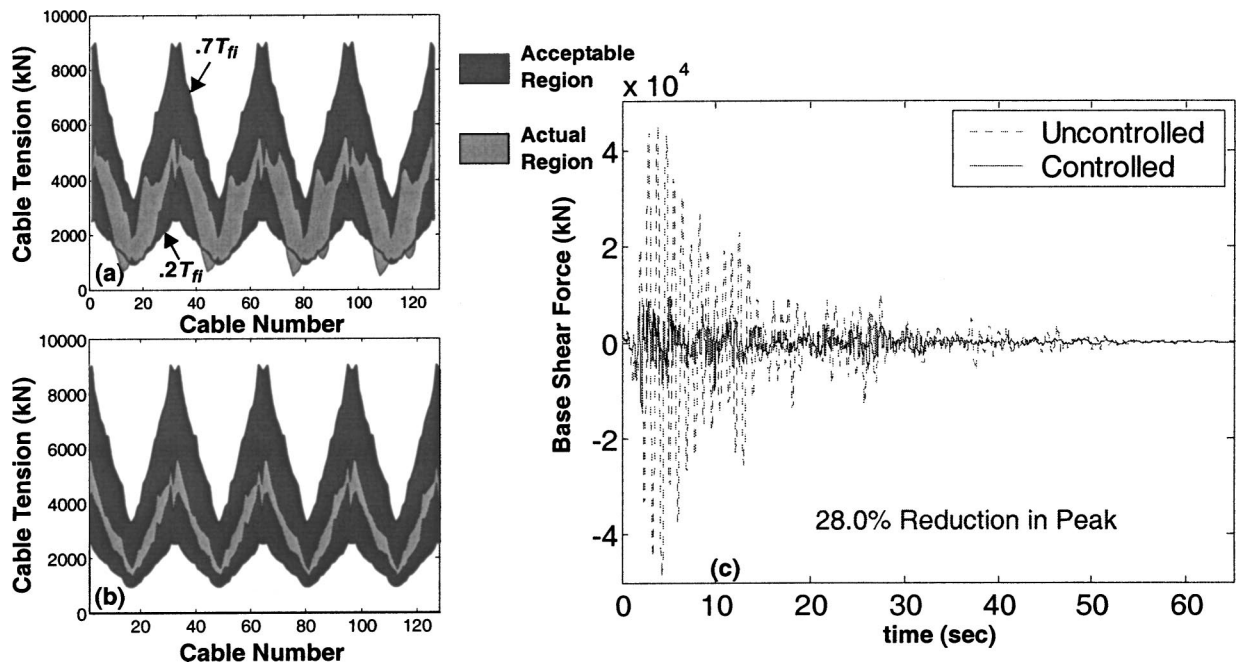 10000
8000
6000
4000
2000
0
Cable Tension (kN)
.7Tfi
.2Tfi
(a)
0 20 40 60 80 100 120
Cable Number
Acceptable
Region
Actual
Region
10000
8000
6000
4000
2000
0
Cable Tension (kN)
(b)
20 40 60 80 100 120
Cable Number
x 10^4
4
2
0
-2
-4
Base Shear Force (kN)
Uncontrolled
Controlled
28.0% Reduction in Peak
(c)
0 10 20 30 40 50 60
time (sec)